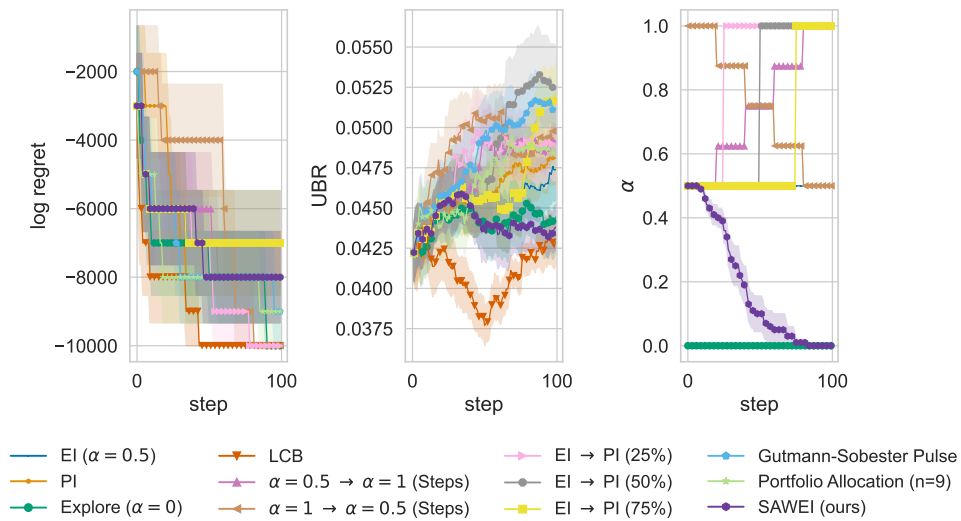 log regret
−2000
−4000
−6000
−8000
−10000
0
100
step
UBR
0.0550
0.0525
0.0500
0.0475
0.0450
0.0425
0.0400
0.0375
0
100
step
α
1.0
0.8
0.6
0.4
0.2
0.0
0
100
step
EI (α = 0.5)
PI
Explore (α = 0)
LCB
α = 0.5 → α = 1 (Steps)
α = 1 → α = 0.5 (Steps)
EI → PI (25%)
EI → PI (50%)
EI → PI (75%)
Gutmann-Sobester Pulse
Portfolio Allocation (n=9)
SAWEI (ours)